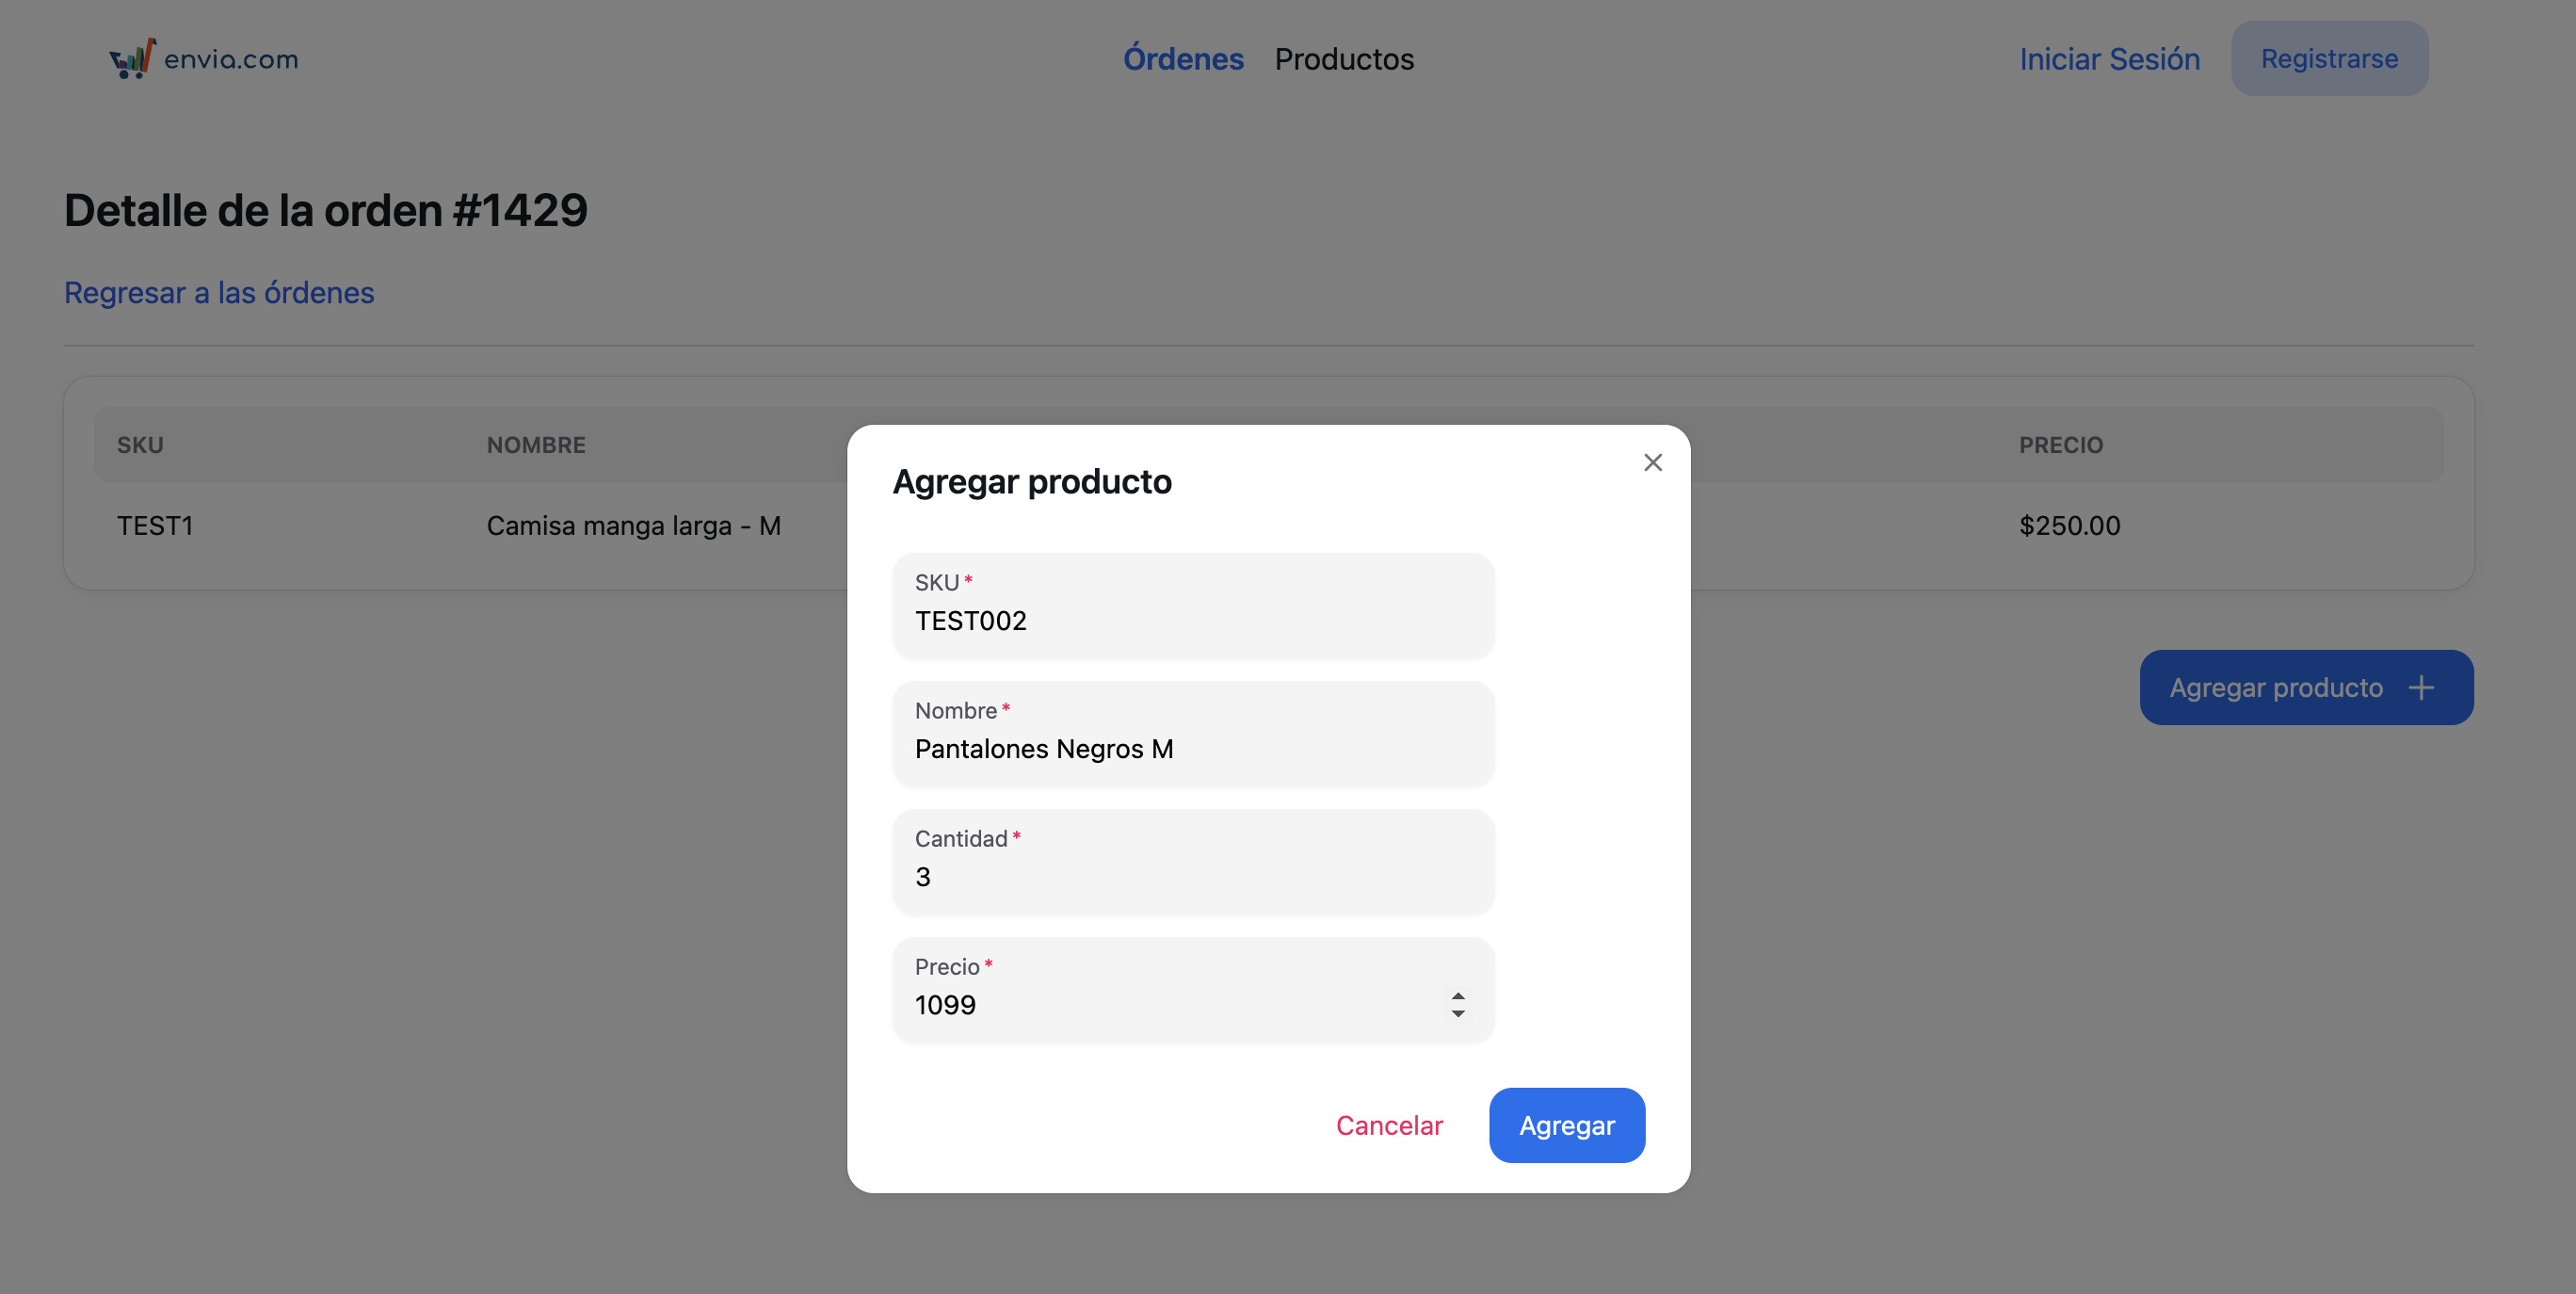 envia.com
Órdenes Productos
Iniciar Sesión Registrarse
Detalle de la orden #1429
Regresar a las órdenes
SKU NOMBRE PRECIO
TEST1 Camisa manga larga - M $250.00
Agregar producto
Agregar producto
SKU*
TEST002
Nombre*
Pantalones Negros M
Cantidad*
3
Precio*
1099
Cancelar Agregar